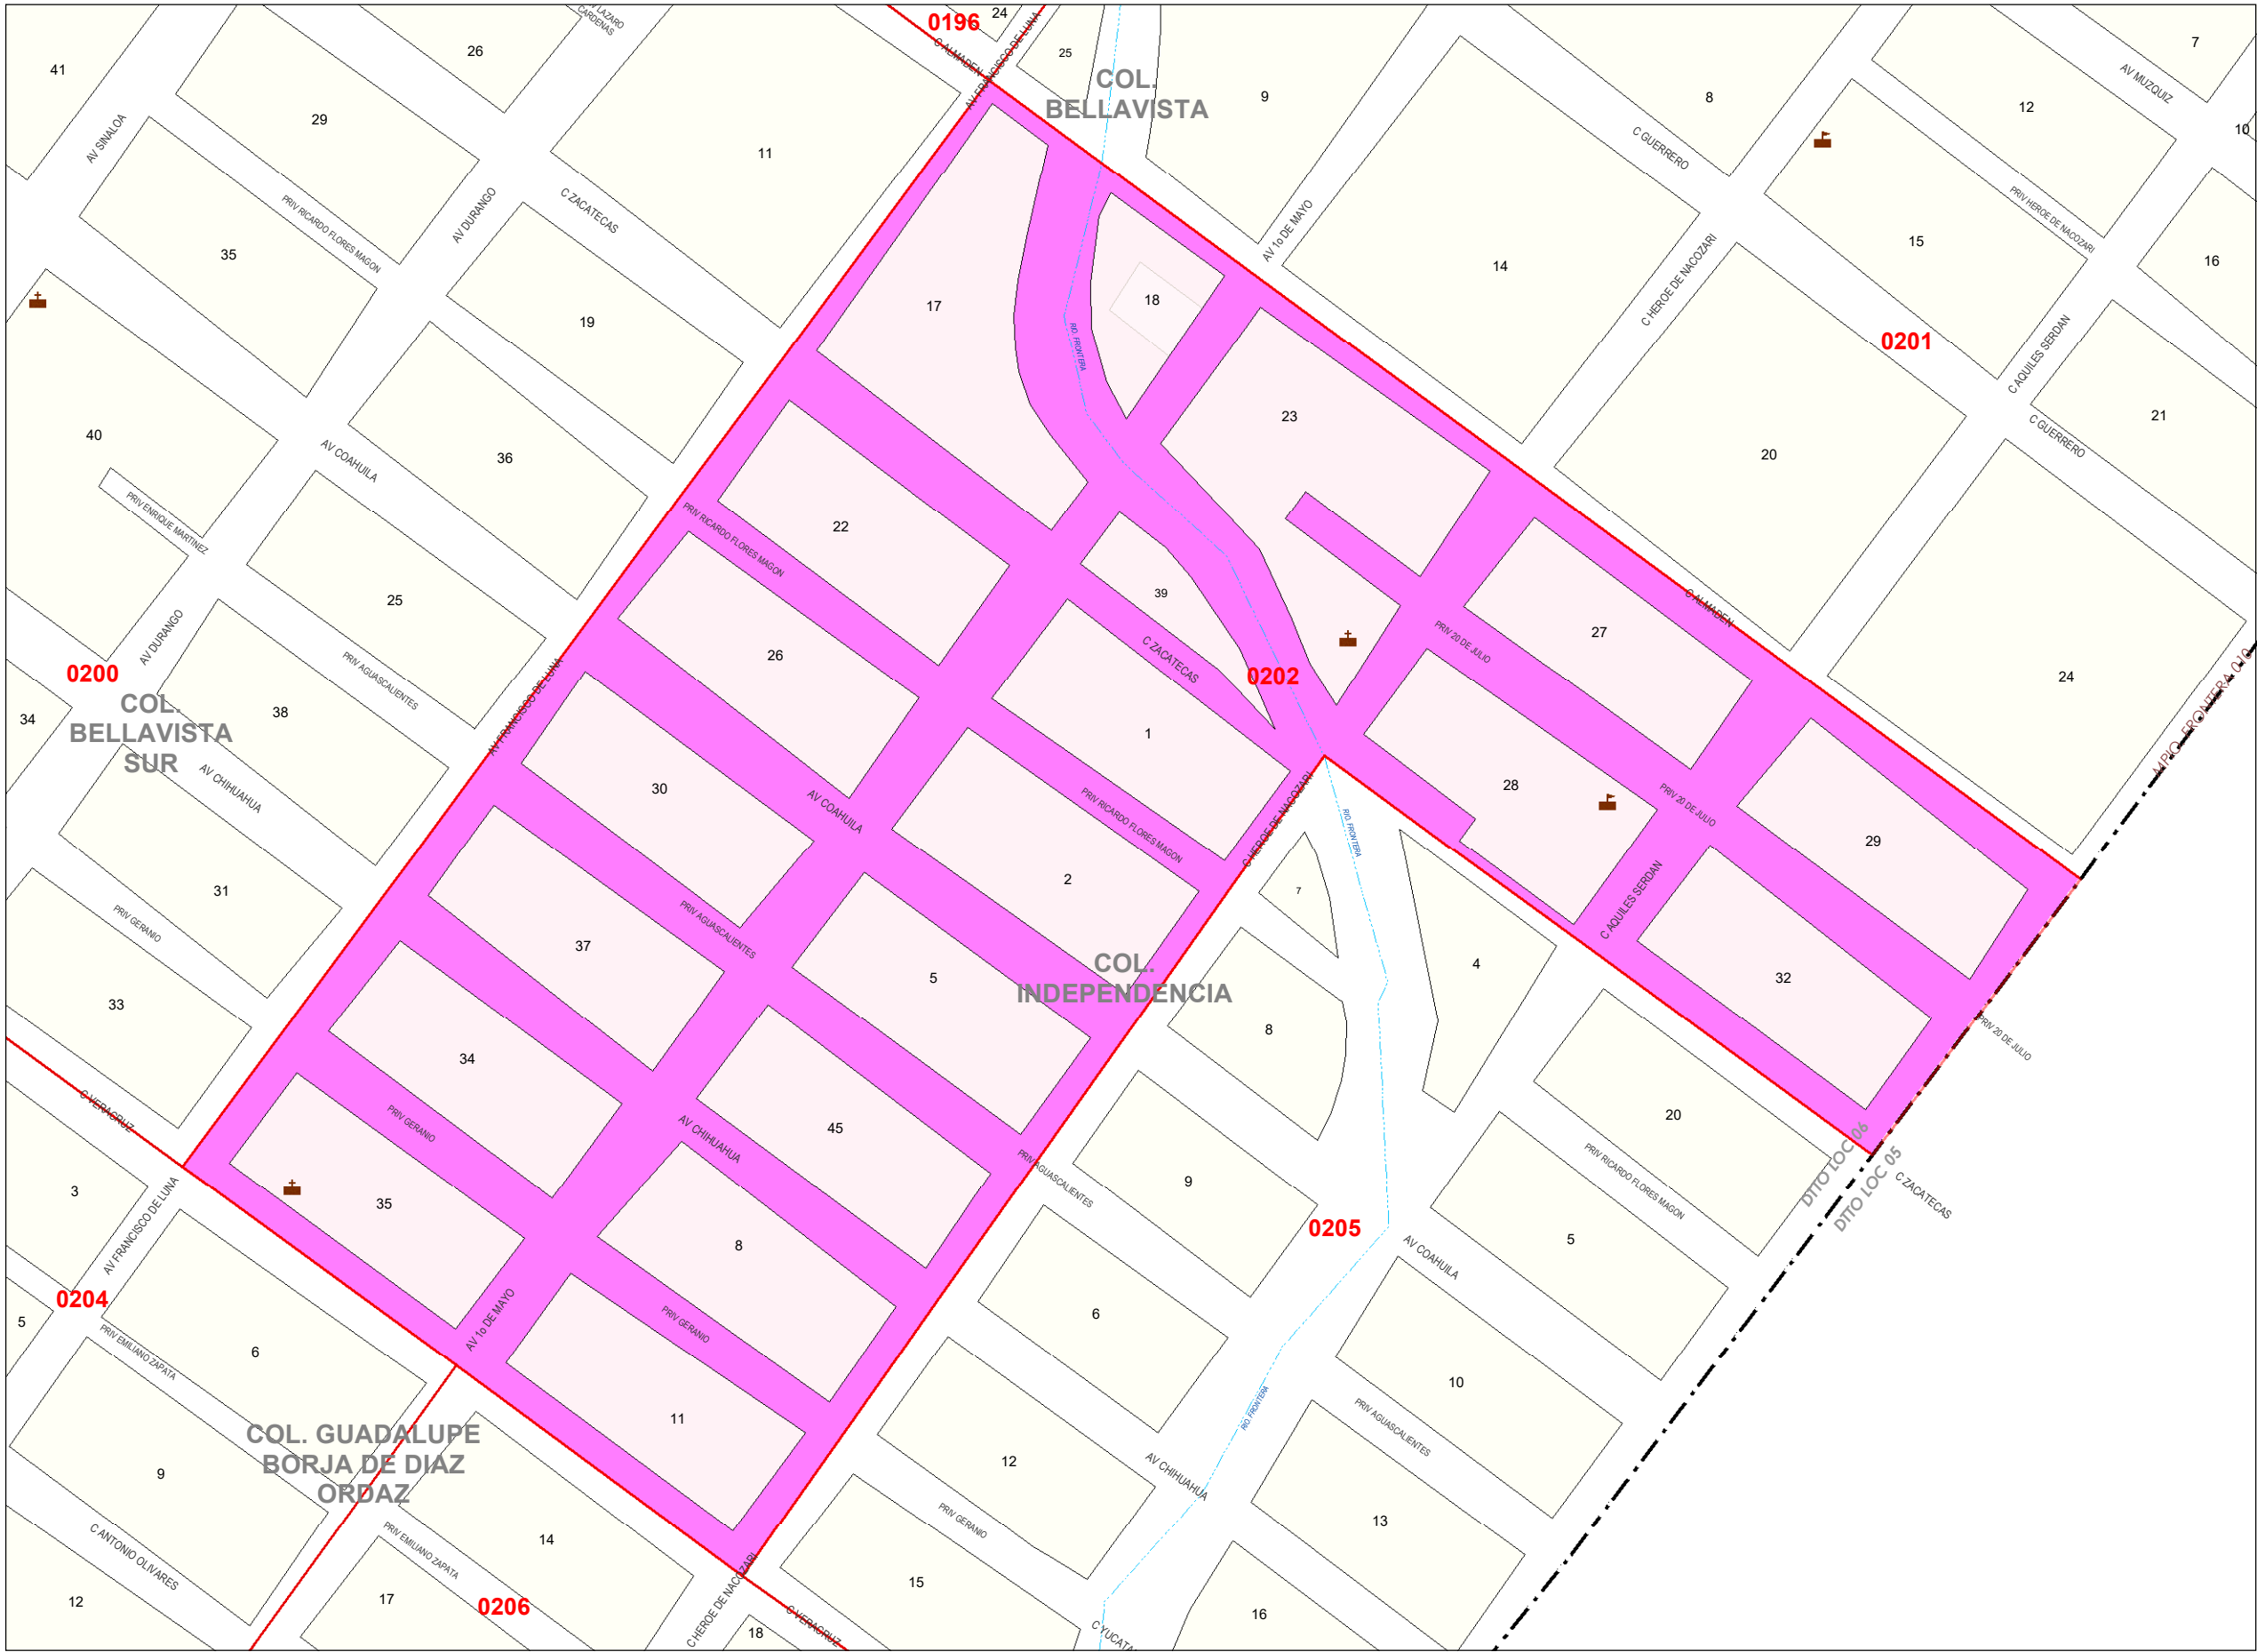 0196
24
C ALMADEN
AV FRANCISCO DE LUNA
25
COL.
BELLAVISTA
41
26
CARDENAS
29
AV SINALOA
11
9
8
7
AV MUZQUIZ
12
10
C GUERRERO
PRIV HEROE DE NACOZARI
15
16
AV DURANGO
C ZACATECAS
PRIV RICARDO FLORES MAGON
35
AV 1o DE MAYO
14
C HEROE DE NACOZARI
0201
C AQUILES SERDAN
17
18
19
RIO. FRONTERA
23
20
21
C GUERRERO
40
AV COAHUILA
36
PRIV ENRIQUE MARTINEZ
22
PRIV RICARDO FLORES MAGON
39
C ALMADEN
25
AV DURANGO
PRIV AGUASCALIENTES
26
C ZACATECAS
PRIV 20 DE JULIO
27
24
MPIO. FRONTERA 010
0200
COL.
BELLAVISTA
SUR
34
38
AV CHIHUAHUA
AV FRANCISCO DE LUNA
0202
1
30
AV COAHUILA
PRIV RICARDO FLORES MAGON
C HEROE DE NACOZARI
RIO. FRONTERA
28
PRIV 20 DE JULIO
29
31
PRIV GERANIO
37
PRIV AGUASCALIENTES
2
7
C AQUILES SERDAN
COL.
INDEPENDENCIA
5
4
32
33
8
PRIV 20 DE JULIO
34
C VERACRUZ
PRIV GERANIO
AV CHIHUAHUA
45
20
PRIV AGUASCALIENTES
PRIV RICARDO FLORES MAGON
DTTO LOC 06
DTTO LOC 05
C ZACATECAS
3
AV FRANCISCO DE LUNA
35
9
0205
8
5
AV COAHUILA
0204
5
AV 1o DE MAYO
PRIV GERANIO
6
PRIV EMILIANO ZAPATA
6
10
11
RIO. FRONTERA
PRIV AGUASCALIENTES
COL. GUADALUPE
BORJA DE DIAZ
ORDAZ
9
12
AV CHIHUAHUA
PRIV GERANIO
13
C ANTONIO OLIVARES
14
PRIV EMILIANO ZAPATA
15
12
17
0206
C HEROE DE NACOZARI
18
C VERACRUZ
16